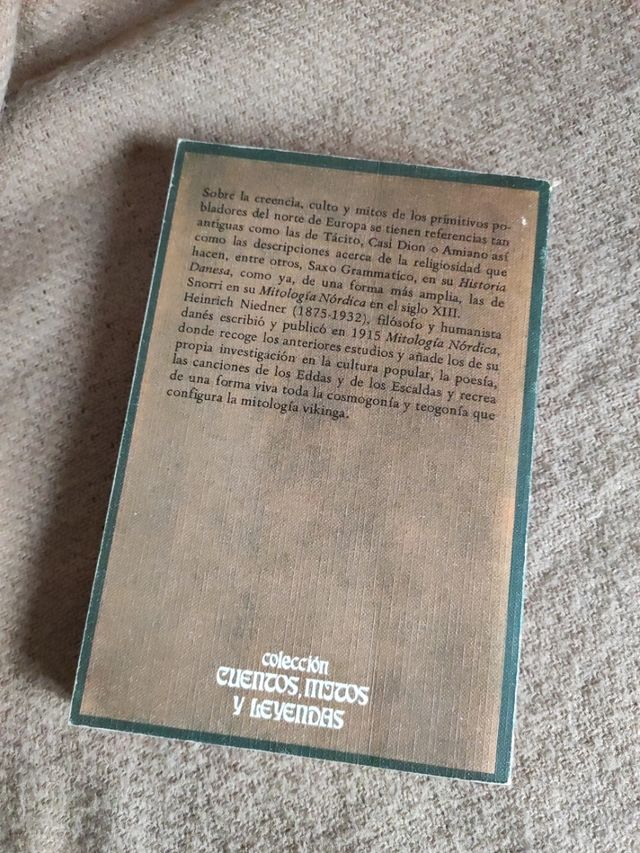 Sobre la creencia, culto y mitos de los primitivos po-
bladores del norte de Europa se tienen referencias tan
antiguas como las de Tácito, Casi Dion o Amiano así
como las descripciones acerca de la religiosidad que
hacen, entre otros, Saxo Grammatico, en su Historia
Danesa, como ya, de una forma más amplia, las de
Snorri en su Mitología Nórdica en el siglo XIII.
Heinrich Niedner (1875-1932), filósofo y humanista
danés escribió y publicó en 1915 Mitología Nórdica,
donde recoge los anteriores estudios y añade los de su
propia investigación en la cultura popular, la poesía,
las canciones de los Eddas y de los Escaldas y recrea
de una forma viva toda la cosmogonía y teogonía que
configura la mitología vikinga.
colección
CUENTOS, MITOS
Y LEYENDAS